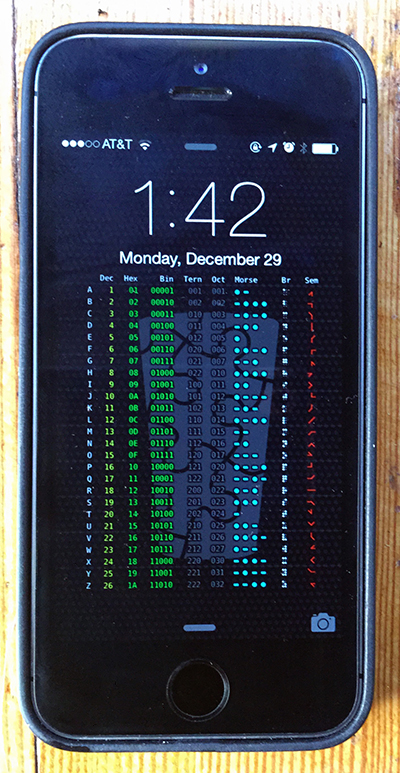 AT&T
1:42
Monday, December 29
Dec Hex Bin Tern Oct Morse Br Sem
A 1 01 00001 001 001
B 2 02 00010 002 002
C 3 03 00011 010 003
D 4 04 00100 011 004
E 5 05 00101 012 005
F 6 06 00110 020 006
G 7 07 00111 021 007
H 8 08 01000 022 010
I 9 09 01001 100 011
J 10 0A 01010 101 012
K 11 0B 01011 102 013
L 12 0C 01100 110 014
M 13 0D 01101 111 015
N 14 0E 01110 112 016
O 15 0F 01111 120 017
P 16 10 10000 121 020
Q 17 11 10001 122 021
R 18 12 10010 200 022
S 19 13 10011 201 023
T 20 14 10100 202 024
U 21 15 10101 210 025
V 22 16 10110 211 026
W 23 17 10111 212 027
X 24 18 11000 220 030
Y 25 19 11001 221 031
Z 26 1A 11010 222 032